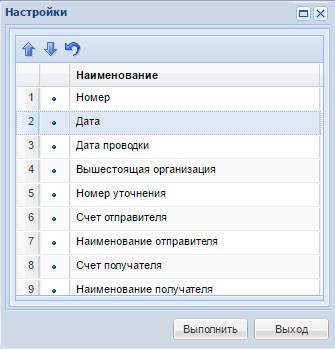 Настройки
Наименование
1 Номер
2 Дата
3 Дата проводки
4 Вышестоящая организация
5 Номер уточнения
6 Счет отправителя
7 Наименование отправителя
8 Счет получателя
9 Наименование получателя
Выполнить Выход